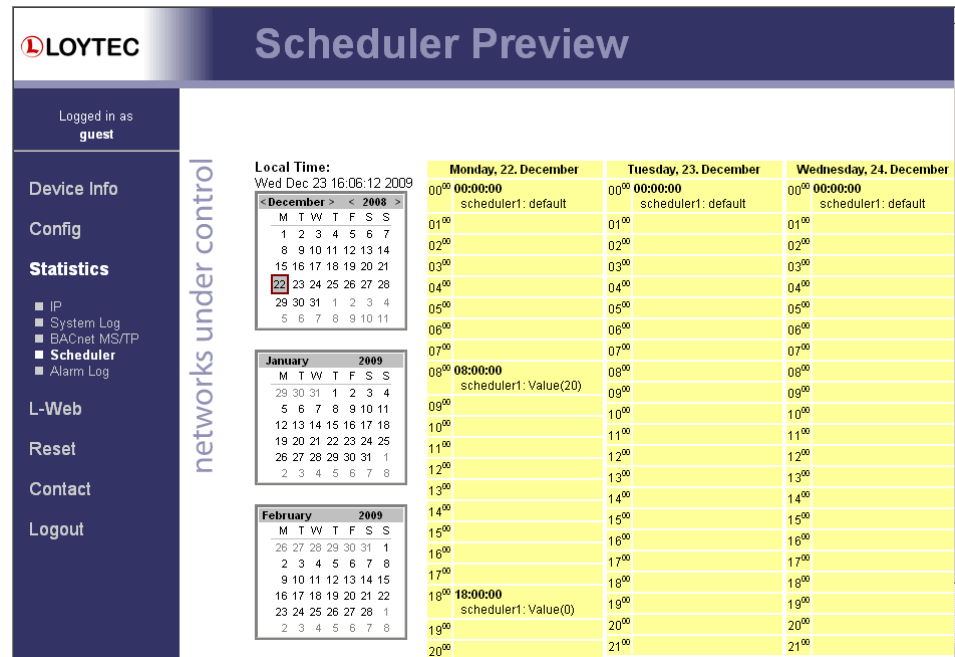 LOYTEC
Scheduler Preview
Logged in as
guest
Device Info
Config
Statistics
IP
System Log
BACnet MS/TP
Scheduler
Alarm Log
L-Web
Reset
Contact
Logout
networks under control
Local Time:
Wed Dec 23 16:06:12 2009
< December > < 2008 >
M T W T F S S
1 2 3 4 5 6 7
8 9 10 11 12 13 14
15 16 17 18 19 20 21
22 23 24 25 26 27 28
29 30 31 1 2 3 4
5 6 7 8 9 10 11
January 2009
M T W T F S S
29 30 31 1 2 3 4
5 6 7 8 9 10 11
12 13 14 15 16 17 18
19 20 21 22 23 24 25
26 27 28 29 30 31 1
2 3 4 5 6 7 8
February 2009
M T W T F S S
26 27 28 29 30 31 1
2 3 4 5 6 7 8
9 10 11 12 13 14 15
16 17 18 19 20 21 22
23 24 25 26 27 28 1
2 3 4 5 6 7 8
Monday, 22. December
00⁰⁰ 00:00:00
scheduler1: default
01⁰⁰
02⁰⁰
03⁰⁰
04⁰⁰
05⁰⁰
06⁰⁰
07⁰⁰
08⁰⁰ 08:00:00
scheduler1: Value(20)
09⁰⁰
10⁰⁰
11⁰⁰
12⁰⁰
13⁰⁰
14⁰⁰
15⁰⁰
16⁰⁰
17⁰⁰
18⁰⁰ 18:00:00
scheduler1: Value(0)
19⁰⁰
20⁰⁰
Tuesday, 23. December
00⁰⁰ 00:00:00
scheduler1: default
01⁰⁰
02⁰⁰
03⁰⁰
04⁰⁰
05⁰⁰
06⁰⁰
07⁰⁰
08⁰⁰
09⁰⁰
10⁰⁰
11⁰⁰
12⁰⁰
13⁰⁰
14⁰⁰
15⁰⁰
16⁰⁰
17⁰⁰
18⁰⁰
19⁰⁰
20⁰⁰
21⁰⁰
Wednesday, 24. December
00⁰⁰ 00:00:00
scheduler1: default
01⁰⁰
02⁰⁰
03⁰⁰
04⁰⁰
05⁰⁰
06⁰⁰
07⁰⁰
08⁰⁰
09⁰⁰
10⁰⁰
11⁰⁰
12⁰⁰
13⁰⁰
14⁰⁰
15⁰⁰
16⁰⁰
17⁰⁰
18⁰⁰
19⁰⁰
20⁰⁰
21⁰⁰